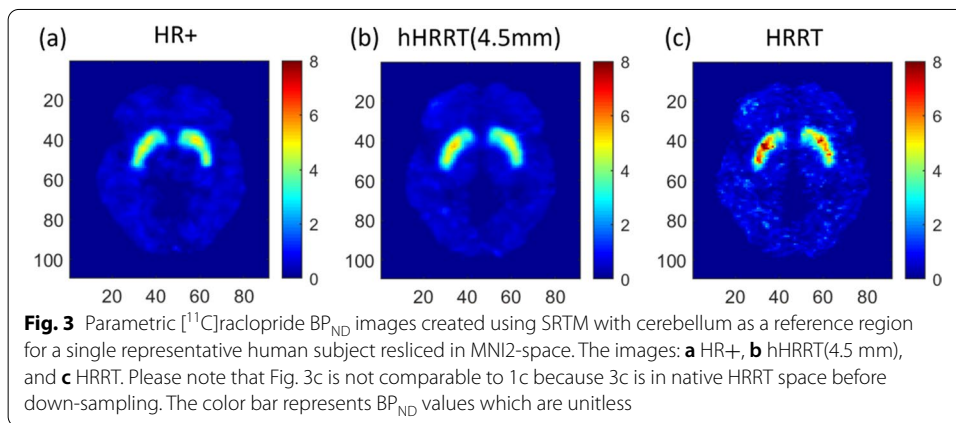 (a) HR+ (b) hHRRT(4.5mm) (c) HRRT
8 8 8
20 20 20
6 6 6
40 40 40
4 4 4
60 60 60
2 2 2
80 80 80
100 0 100 0 100 0
20 40 60 80 20 40 60 80 20 40 60 80
Fig. 3 Parametric [¹¹C]raclopride BP_ND images created using SRTM with cerebellum as a reference region
for a single representative human subject resliced in MNI2-space. The images: a HR+, b hHRRT(4.5 mm),
and c HRRT. Please note that Fig. 3c is not comparable to 1c because 3c is in native HRRT space before
down-sampling. The color bar represents BP_ND values which are unitless